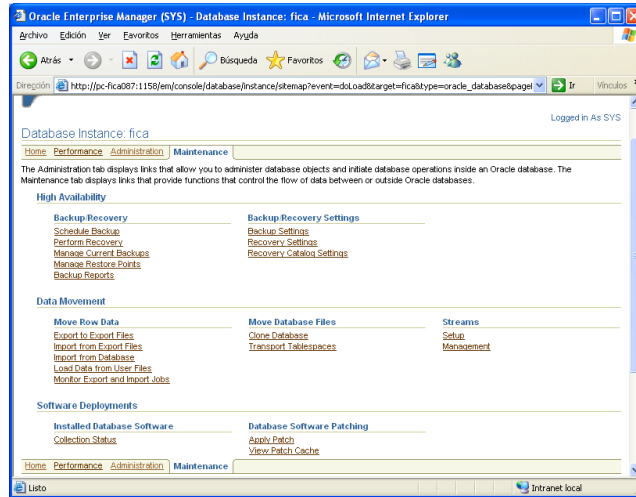 Oracle Enterprise Manager (SYS) - Database Instance: fica - Microsoft Internet Explorer
Archivo Edición Ver Favoritos Herramientas Ayuda
Atrás Búsqueda Favoritos
Dirección http://pc-fica087:1158/em/console/database/instance/sitemap?event=doLoad&target=fica&type=oracle_database&pageI Ir Vínculos
Logged in As SYS
Database Instance: fica
Home Performance Administration Maintenance
The Administration tab displays links that allow you to administer database objects and initiate database operations inside an Oracle database. The
Maintenance tab displays links that provide functions that control the flow of data between or outside Oracle databases.
High Availability
Backup/Recovery Backup/Recovery Settings
Schedule Backup Backup Settings
Perform Recovery Recovery Settings
Manage Current Backups Recovery Catalog Settings
Manage Restore Points
Backup Reports
Data Movement
Move Row Data Move Database Files Streams
Export to Export Files Clone Database Setup
Import from Export Files Transport Tablespaces Management
Import from Database
Load Data from User Files
Monitor Export and Import Jobs
Software Deployments
Installed Database Software Database Software Patching
Collection Status Apply Patch
View Patch Cache
Home Performance Administration Maintenance
Listo Intranet local